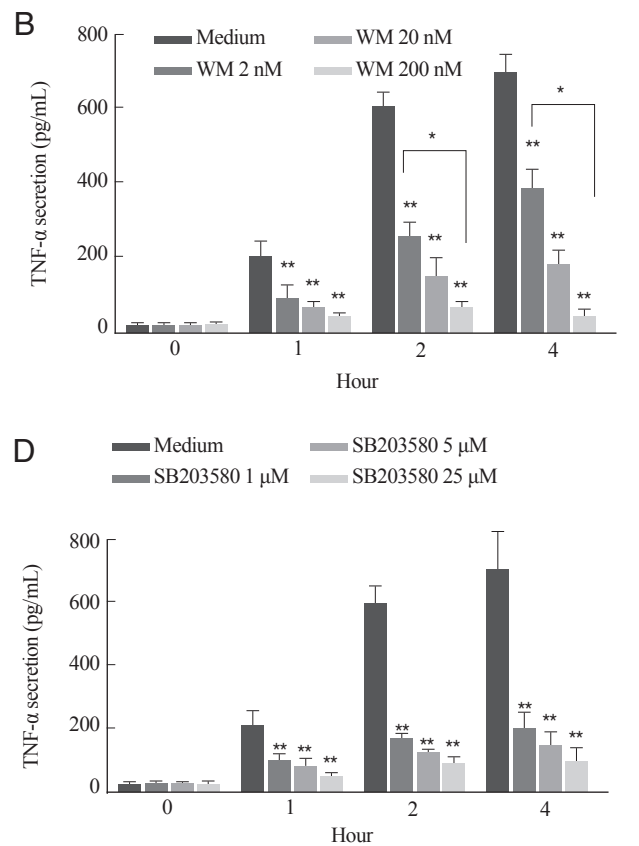 B
Medium
WM 20 nM
WM 2 nM
WM 200 nM
TNF-α secretion (pg/mL)
800
600
400
200
0
*
*
**
**
**
**
**
**
**
**
**
0
1
2
4
Hour
D
Medium
SB203580 5 μM
SB203580 1 μM
SB203580 25 μM
TNF-α secretion (pg/mL)
800
600
400
200
0
**
**
**
**
**
**
**
**
**
0
1
2
4
Hour